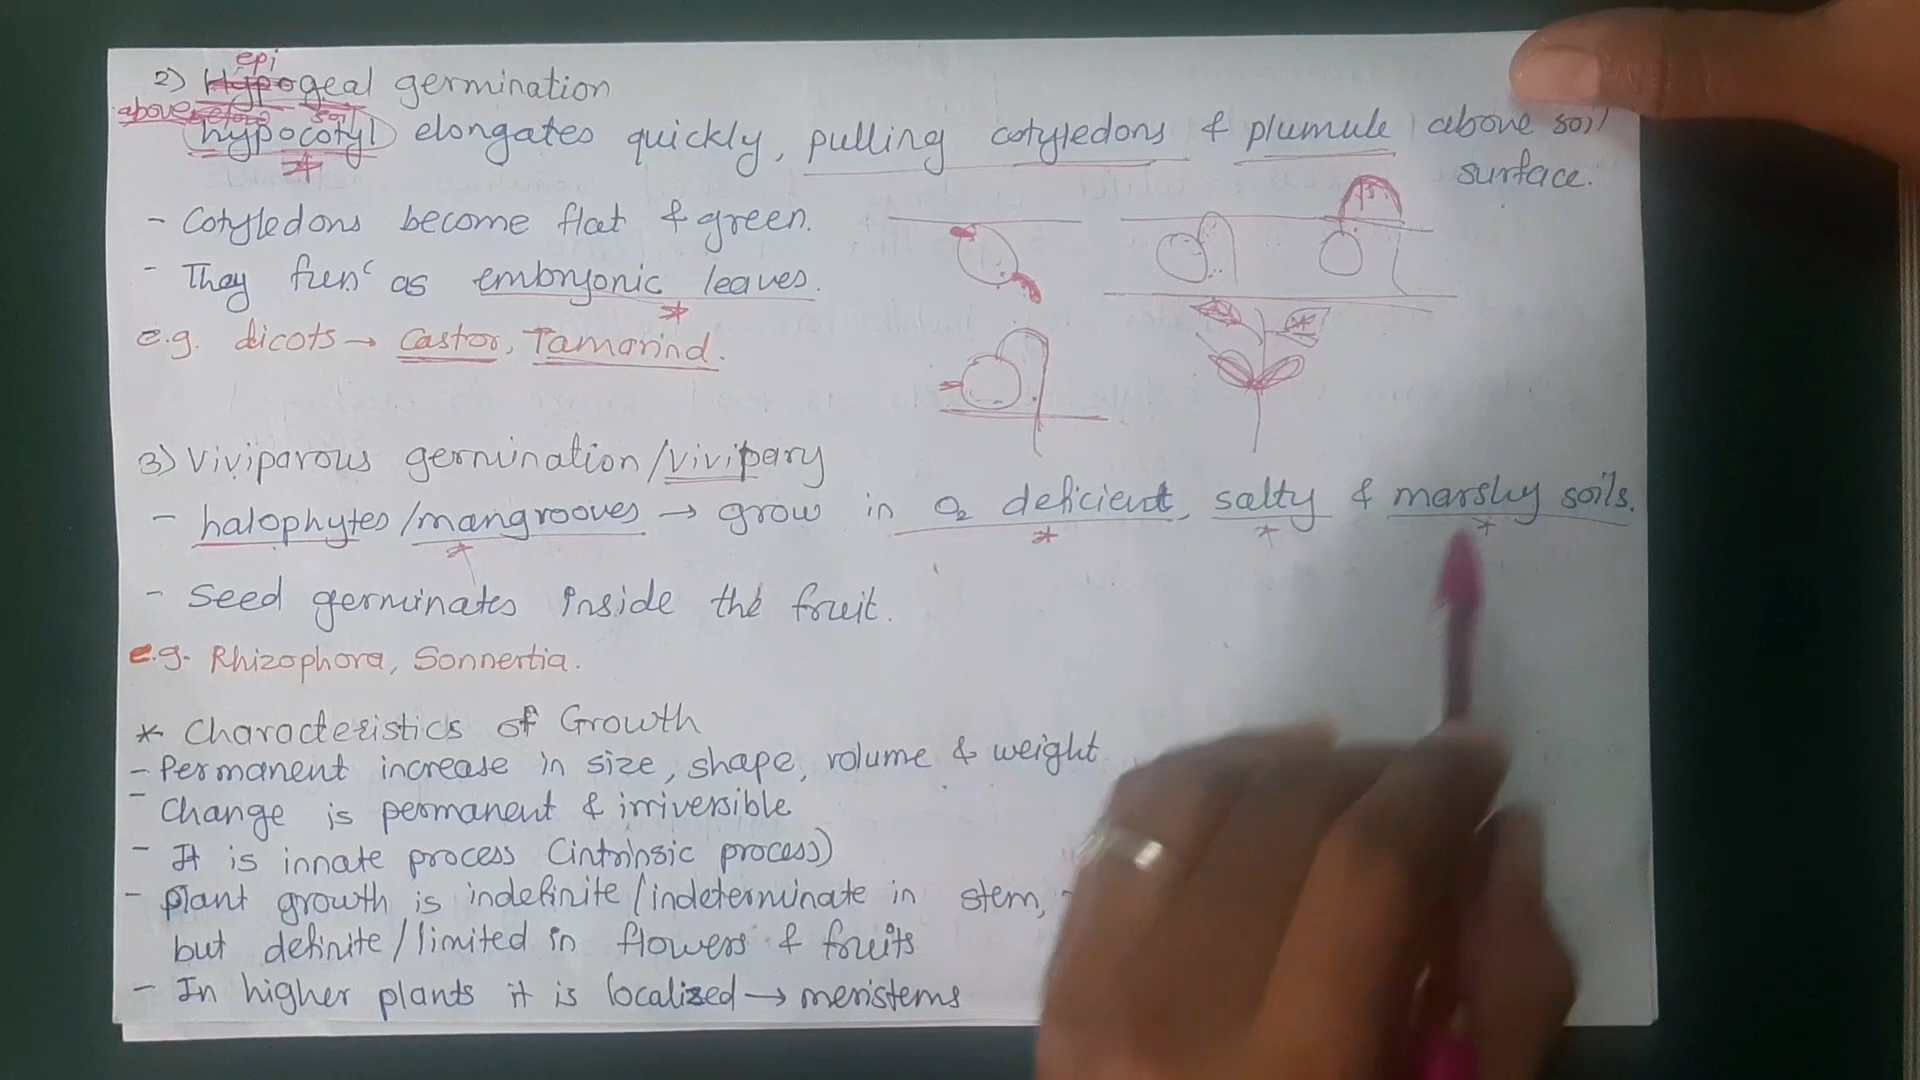 epi
2) Hypogeal germination
above before soil
hypocotyl elongates quickly, pulling cotyledons & plumule above soil
surface.
- Cotyledons become flat & green.
- They func as embryonic leaves.
e.g. dicots → Castor, Tamarind.
3) Viviparous germination/vivipary
- halophytes/mangrooves → grow in O2 deficient, salty & marshy soils.
- Seed germinates inside the fruit.
e.g. Rhizophora, Sonnertia.
* Characteristics of Growth
- Permanent increase in size, shape, volume & weight
- Change is permanent & irriversible
- It is innate process (intrinsic process)
- plant growth is indefinite/indeterminate in stem,
but definite/limited in flowers & fruits
- In higher plants it is localized → meristems